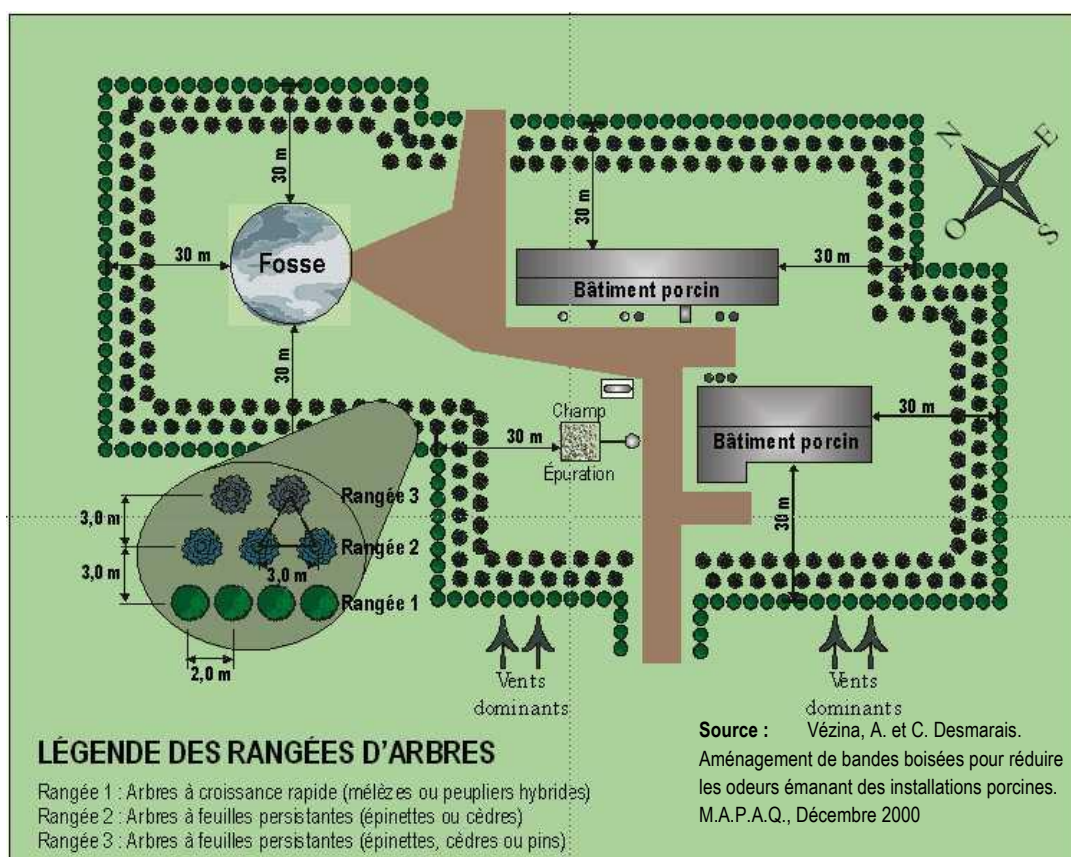 N
E
O
S
30 m
30 m
30 m
Fosse
30 m
Bâtiment porcin
30 m
Champ
30 m
Épuration
Bâtiment porcin
30 m
30 m
Rangée 3
3,0 m
Rangée 2
3,0 m
3,0 m
Rangée 1
2,0 m
Vents
dominants
Vents
dominants
LÉGENDE DES RANGÉES D'ARBRES
Rangée 1 : Arbres à croissance rapide (mélèzes ou peupliers hybrides)
Rangée 2 : Arbres à feuilles persistantes (épinettes ou cèdres)
Rangée 3 : Arbres à feuilles persistantes (épinettes, cèdres ou pins)
Source : Vézina, A. et C. Desmarais.
Aménagement de bandes boisées pour réduire
les odeurs émanant des installations porcines.
M.A.P.A.Q., Décembre 2000